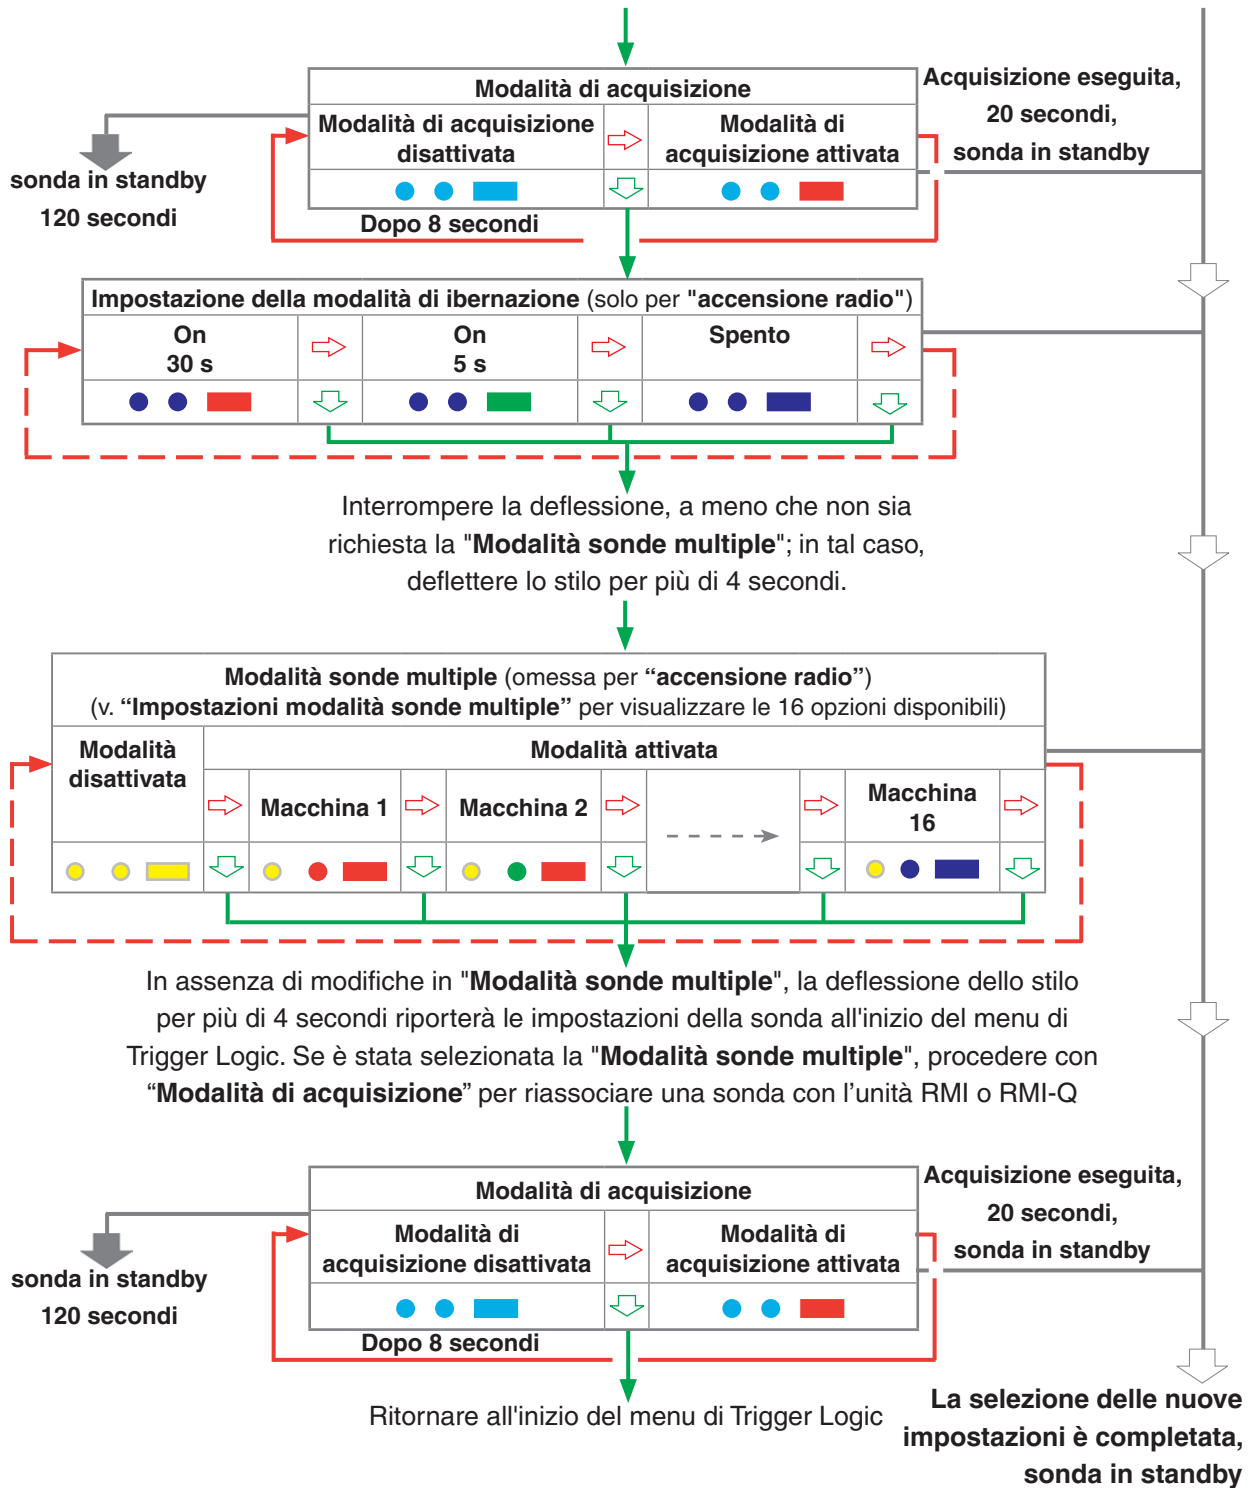 Modalità di acquisizione
Modalità di acquisizione
disattivata
Modalità di
acquisizione attivata
Acquisizione eseguita,
20 secondi,
sonda in standby
sonda in standby
120 secondi
Dopo 8 secondi
Impostazione della modalità di ibernazione (solo per "accensione radio")
On
30 s
On
5 s
Spento
Interrompere la deflessione, a meno che non sia
richiesta la "Modalità sonde multiple"; in tal caso,
deflettere lo stilo per più di 4 secondi.
Modalità sonde multiple (omessa per “accensione radio”)
(v. “Impostazioni modalità sonde multiple” per visualizzare le 16 opzioni disponibili)
Modalità
disattivata
Modalità attivata
Macchina 1
Macchina 2
Macchina
16
In assenza di modifiche in "Modalità sonde multiple", la deflessione dello stilo
per più di 4 secondi riporterà le impostazioni della sonda all'inizio del menu di
Trigger Logic. Se è stata selezionata la "Modalità sonde multiple", procedere con
“Modalità di acquisizione” per riassociare una sonda con l’unità RMI o RMI-Q
Modalità di acquisizione
Modalità di
acquisizione disattivata
Modalità di
acquisizione attivata
Acquisizione eseguita,
20 secondi,
sonda in standby
sonda in standby
120 secondi
Dopo 8 secondi
Ritornare all'inizio del menu di Trigger Logic
La selezione delle nuove
impostazioni è completata,
sonda in standby